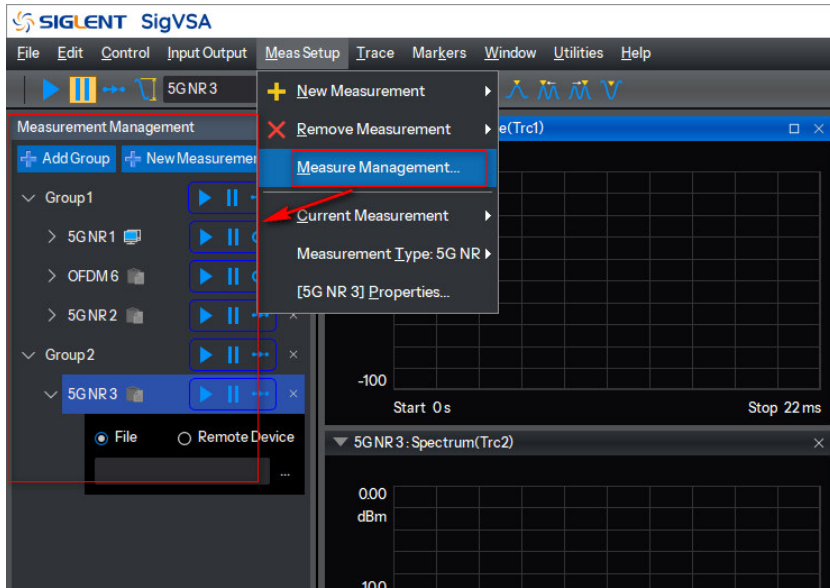 SIGLENT SigVSA
File Edit Control Input Output Meas Setup Trace Markers Window Utilities Help
5G NR 3
New Measurement
Measurement Management
Remove Measurement
e(Trc1)
Add Group
New Measuremen
Measure Management...
Group1
Current Measurement
5G NR 1
Measurement Type: 5G NR
OFDM 6
[5G NR 3] Properties...
5G NR 2
Group2
-100
5G NR 3
Start 0 s
Stop 22 ms
File
Remote Device
5G NR 3 : Spectrum(Trc2)
...
0.00
dBm